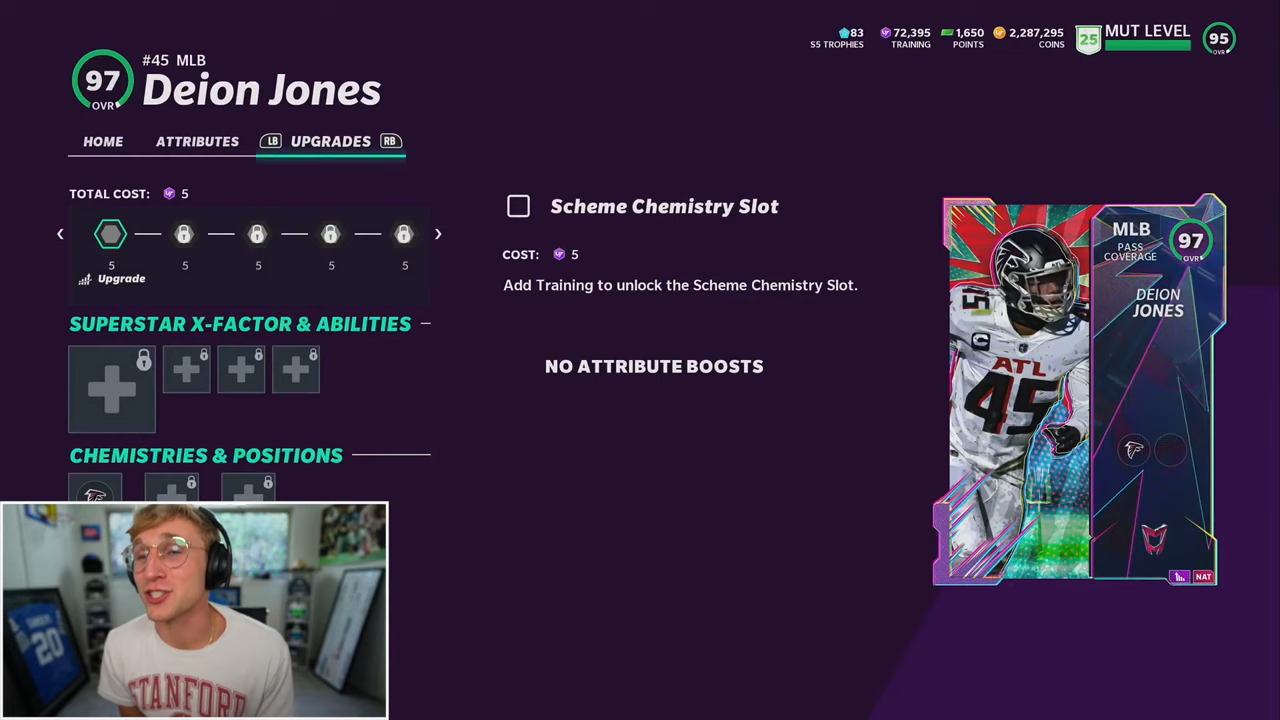 83
S5 TROPHIES
72,395
TRAINING
1,650
POINTS
2,287,295
COINS
25
MUT LEVEL
95
OVR
97
OVR
#45 MLB
Deion Jones
HOME
ATTRIBUTES
LB
UPGRADES
RB
TOTAL COST: 5
5
5
5
5
5
Upgrade
SUPERSTAR X-FACTOR & ABILITIES
CHEMISTRIES & POSITIONS
Scheme Chemistry Slot
COST: 5
Add Training to unlock the Scheme Chemistry Slot.
NO ATTRIBUTE BOOSTS
MLB
PASS
COVERAGE
97
OVR
DEION
JONES
ATL
45
45
NAT
20
STANFORD